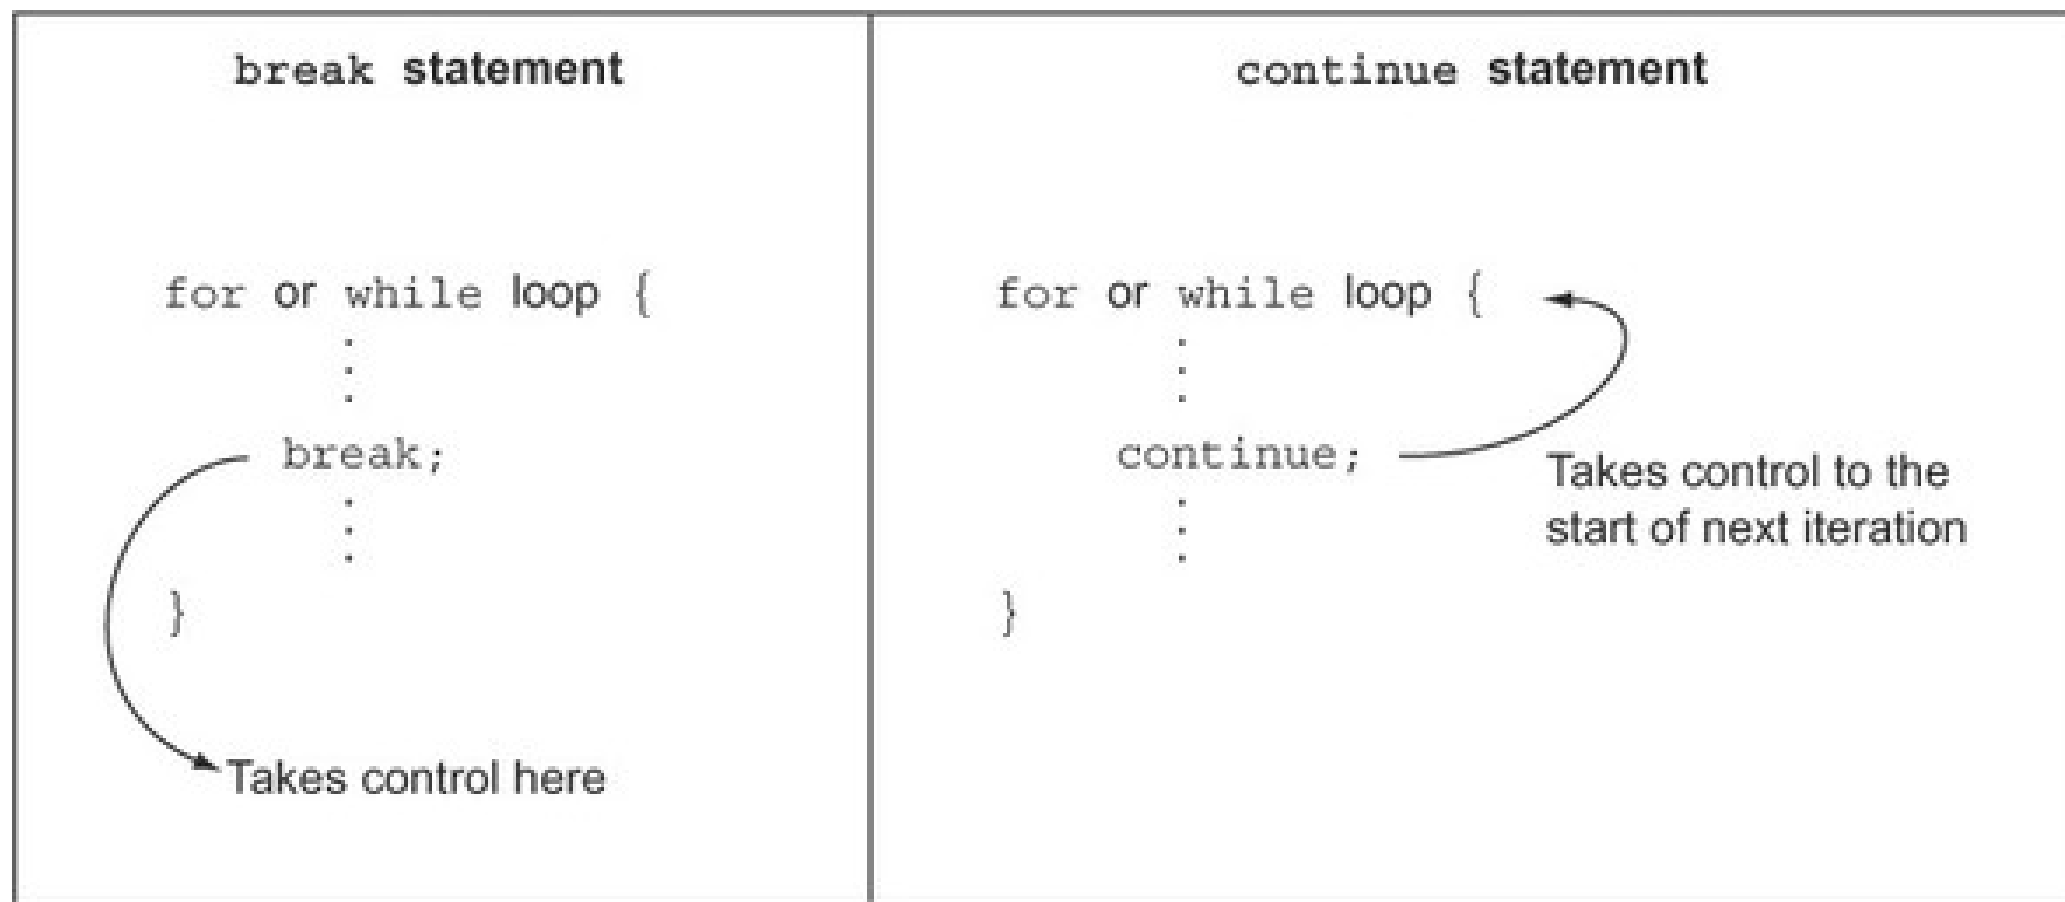 break statement
for or while loop {
.
.
.
break;
.
.
.
}
Takes control here
continue statement
for or while loop {
.
.
.
continue;
Takes control to the
start of next iteration
.
.
.
}